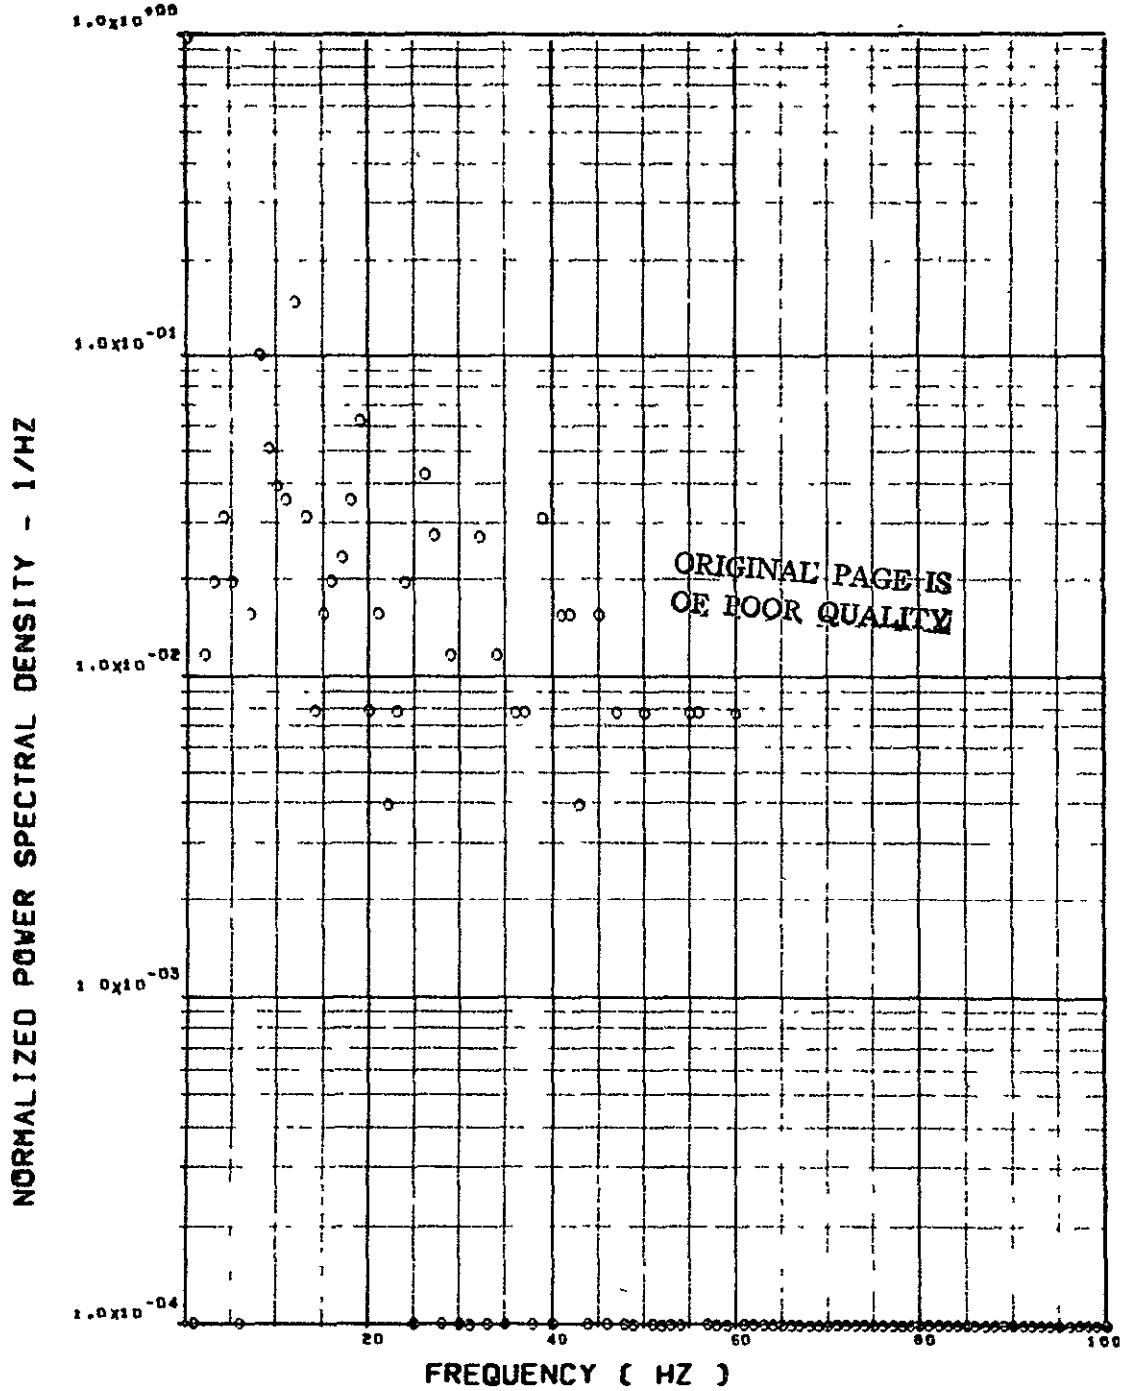 1.0x10+00
1.0x10-01
1.0x10-02
1 0x10-03
1.0x10-04
NORMALIZED POWER SPECTRAL DENSITY - 1/HZ
ORIGINAL PAGE IS
OF POOR QUALITY
20 40 60 80 100
FREQUENCY ( HZ )